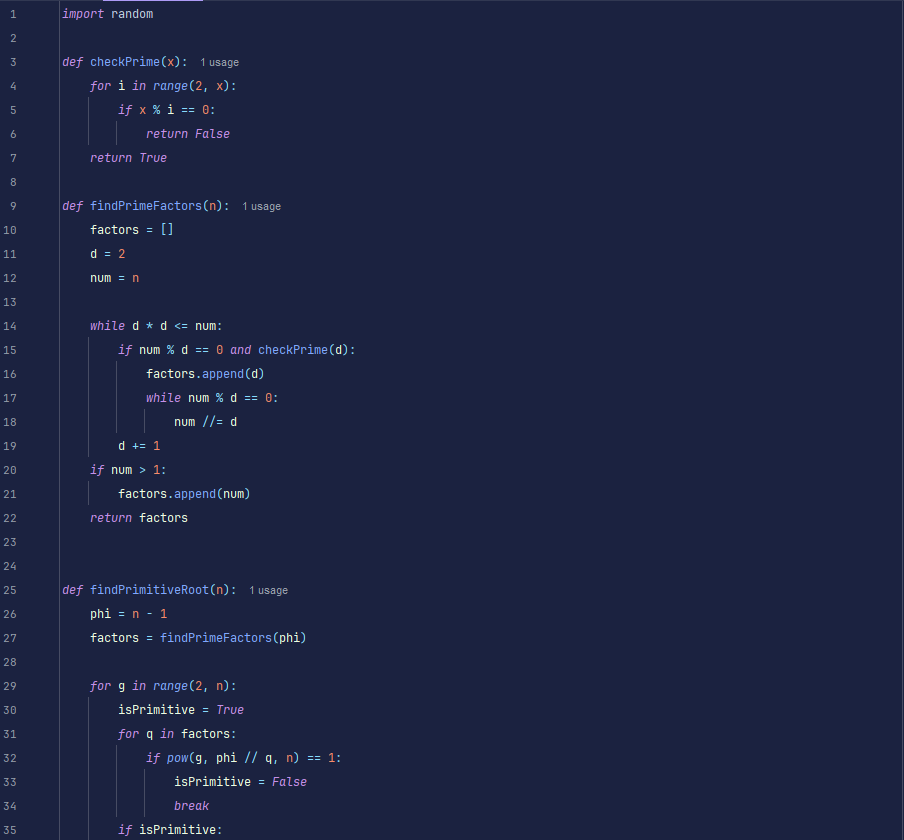 1 import random
2
3 def checkPrime(x): 1 usage
4     for i in range(2, x):
5         if x % i == 0:
6             return False
7     return True
8
9 def findPrimeFactors(n): 1 usage
10     factors = []
11     d = 2
12     num = n
13
14     while d * d <= num:
15         if num % d == 0 and checkPrime(d):
16             factors.append(d)
17             while num % d == 0:
18                 num //= d
19         d += 1
20     if num > 1:
21         factors.append(num)
22     return factors
23
24
25 def findPrimitiveRoot(n): 1 usage
26     phi = n - 1
27     factors = findPrimeFactors(phi)
28
29     for g in range(2, n):
30         isPrimitive = True
31         for q in factors:
32             if pow(g, phi // q, n) == 1:
33                 isPrimitive = False
34                 break
35         if isPrimitive: